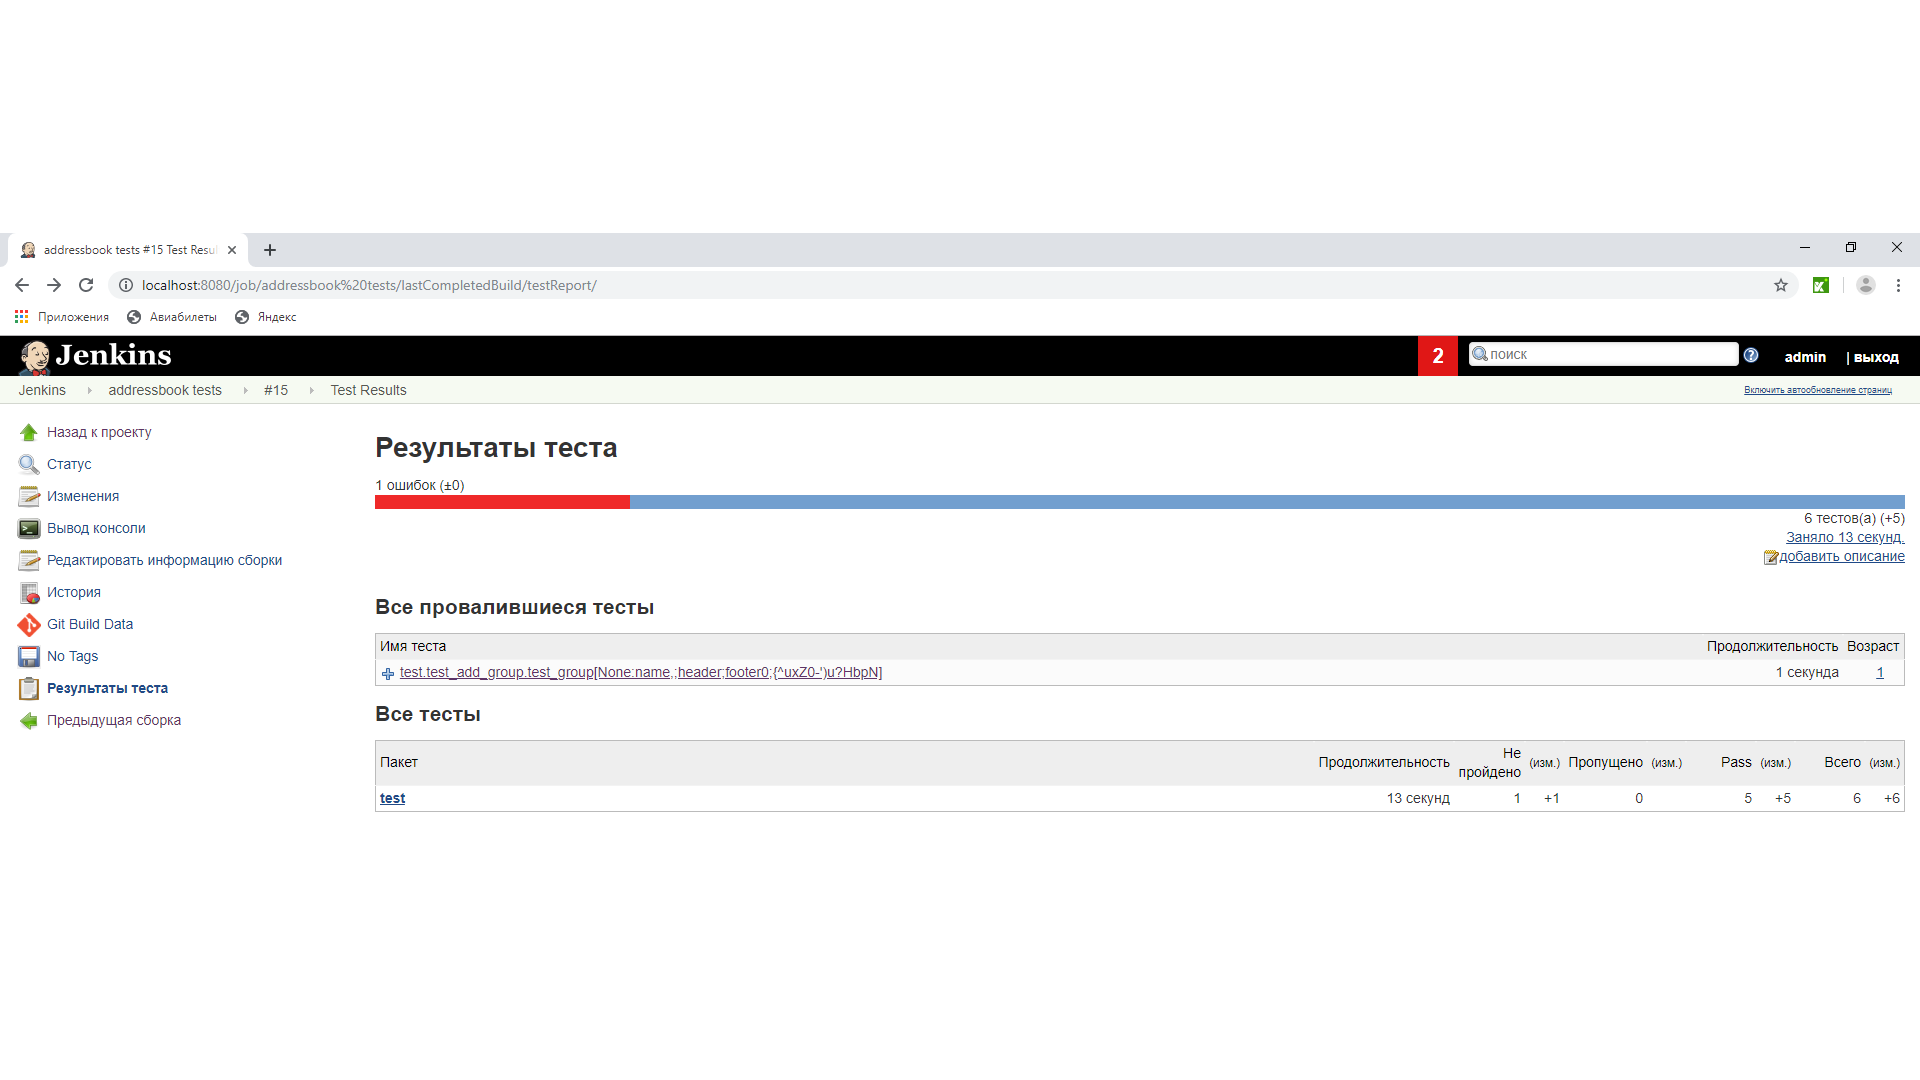 addressbook tests #15 Test Resu
localhost:8080/job/addressbook%20tests/lastCompletedBuild/testReport/
Приложения Авиабилеты Яндекс
Jenkins 2 поиск admin | выход
Jenkins addressbook tests #15 Test Results Включить автообновление страниц
Назад к проекту
Статус
Изменения
Вывод консоли
Редактировать информацию сборки
История
Git Build Data
No Tags
Результаты теста
Предыдущая сборка
Результаты теста
1 ошибок (±0)
6 тестов(а) (+5)
Заняло 13 секунд.
добавить описание
Все провалившиеся тесты
Имя теста Продолжительность Возраст
test.test_add_group.test_group[None:name,;header;footer0;{^uxZ0-')u?HbpN] 1 секунда 1
Все тесты
Пакет Продолжительность Не пройдено (изм.) Пропущено (изм.) Pass (изм.) Всего (изм.)
test 13 секунд 1 +1 0 5 +5 6 +6